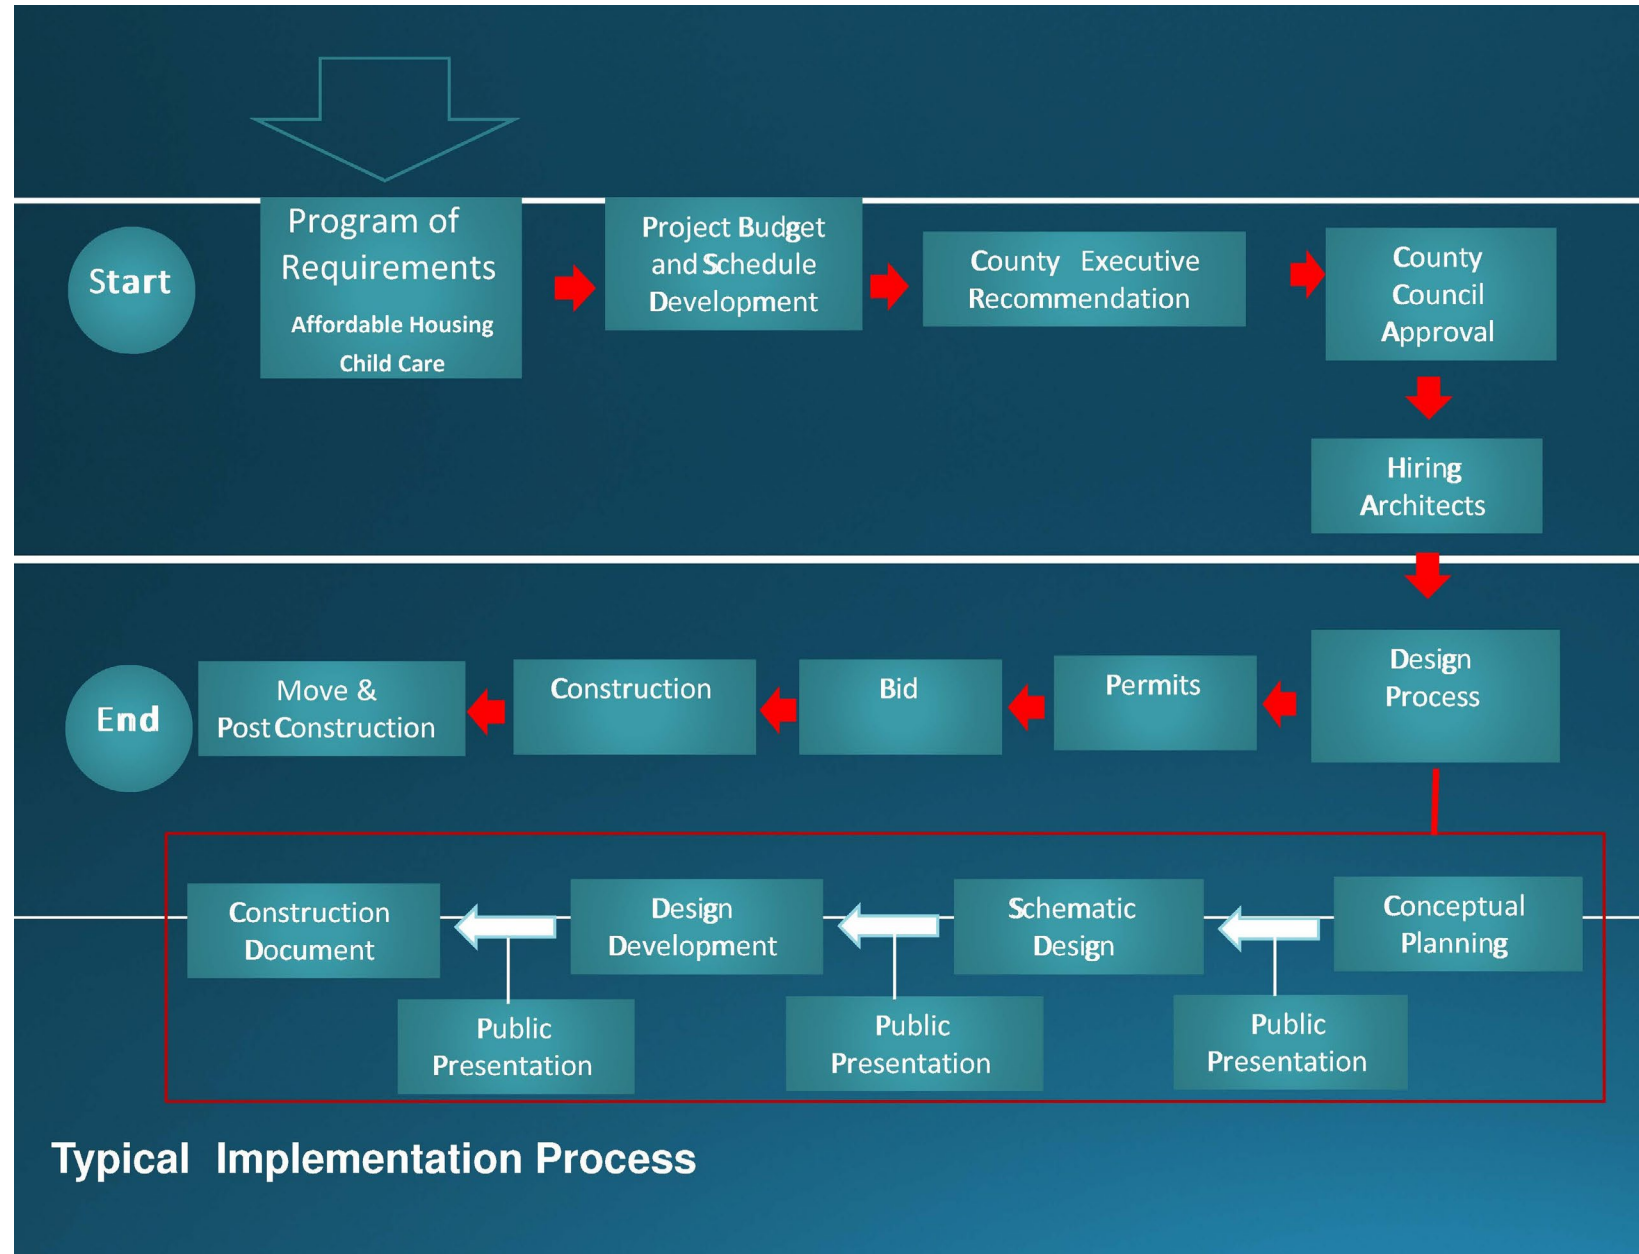 Start
Program of
Requirements
Affordable Housing
Child Care
Project Budget
and Schedule
Development
County Executive
Recommendation
County
Council
Approval
Hiring
Architects
Design
Process
Permits
Bid
Construction
Move &
Post Construction
End
Conceptual
Planning
Schematic
Design
Design
Development
Construction
Document
Public
Presentation
Public
Presentation
Public
Presentation
Typical Implementation Process